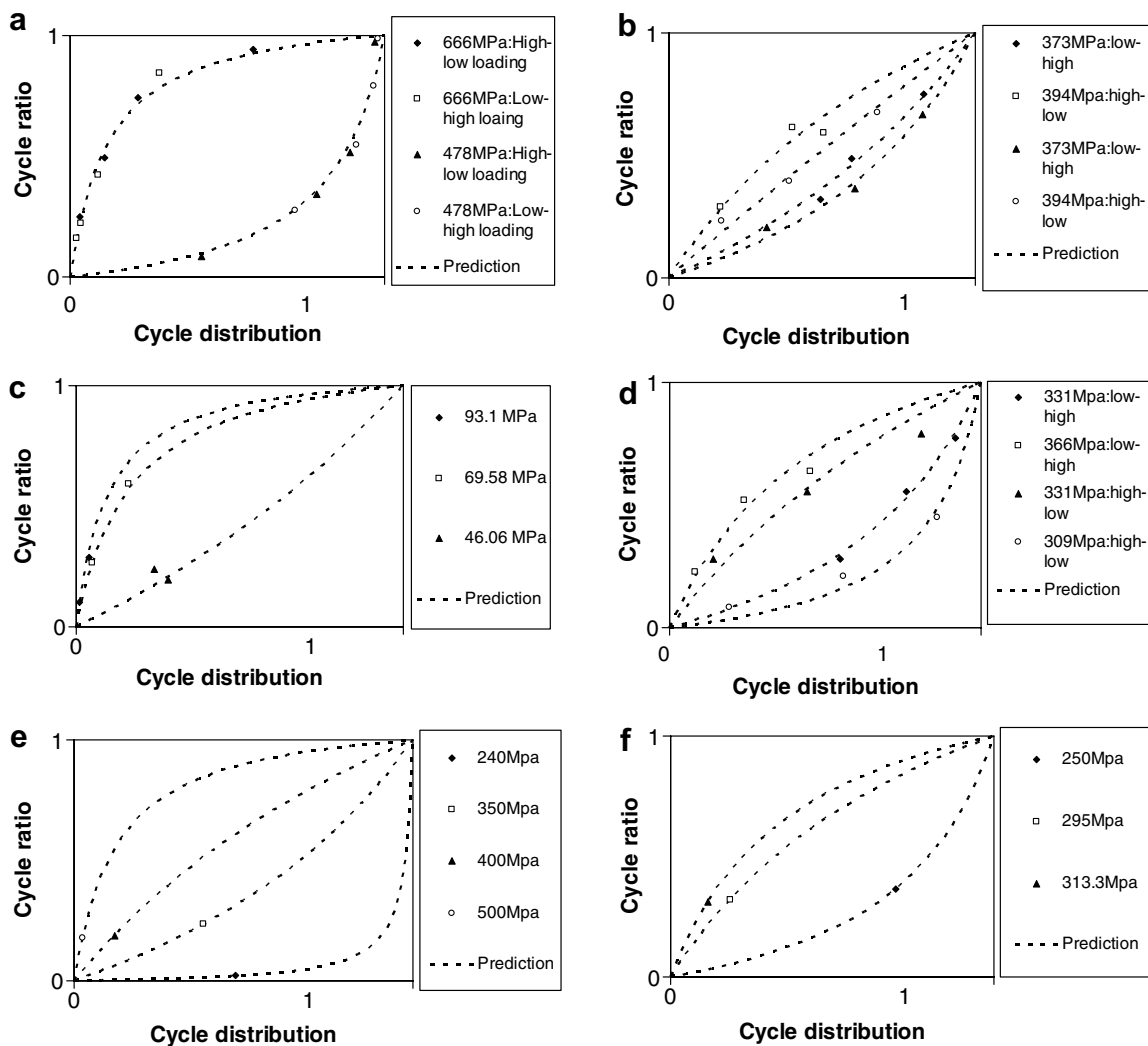 a
1
Cycle ratio
0
0
1
Cycle distribution
666MPa:High-
low loading
666MPa:Low-
high loaing
478MPa:High-
low loading
478MPa:Low-
high loading
Prediction
b
1
Cycle ratio
0
0
1
Cycle distribution
373MPa:low-
high
394Mpa:high-
low
373MPa:low-
high
394Mpa:high-
low
Prediction
c
1
Cycle ratio
0
0
1
Cycle distribution
93.1 MPa
69.58 MPa
46.06 MPa
Prediction
d
1
Cycle ratio
0
0
1
Cycle distribution
331Mpa:low-
high
366Mpa:low-
high
331Mpa:high-
low
309Mpa:high-
low
Prediction
e
1
Cycle ratio
0
0
1
Cycle distribution
240Mpa
350Mpa
400Mpa
500Mpa
Prediction
f
1
Cycle ratio
0
0
1
Cycle distribution
250Mpa
295Mpa
313.3Mpa
Prediction